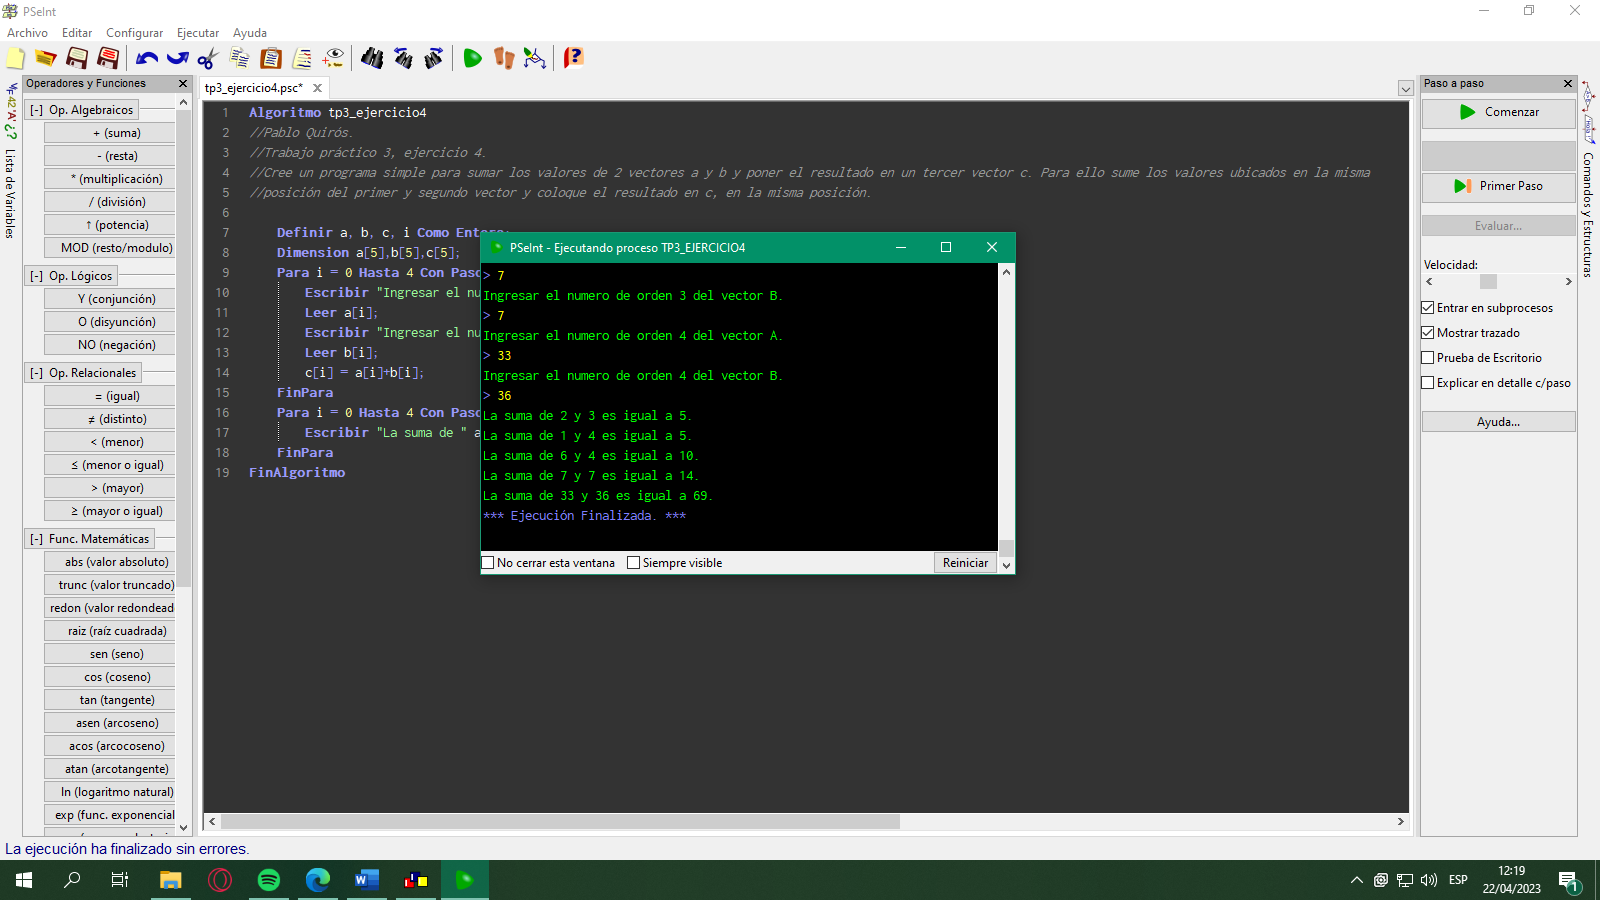 PSeInt
Archivo Editar Configurar Ejecutar Ayuda
Operadores y Funciones
[-] Op. Algebraicos
+ (suma)
- (resta)
* (multiplicación)
/ (división)
↑ (potencia)
MOD (resto/modulo)
[-] Op. Lógicos
Y (conjunción)
O (disyunción)
NO (negación)
[-] Op. Relacionales
= (igual)
≠ (distinto)
< (menor)
≤ (menor o igual)
> (mayor)
≥ (mayor o igual)
[-] Func. Matemáticas
abs (valor absoluto)
trunc (valor truncado)
redon (valor redondead
raiz (raíz cuadrada)
sen (seno)
cos (coseno)
tan (tangente)
asen (arcoseno)
acos (arcocoseno)
atan (arcotangente)
ln (logaritmo natural)
exp (func. exponencial
Lista de Variables
tp3_ejercicio4.psc*
1 Algoritmo tp3_ejercicio4
2 //Pablo Quirós.
3 //Trabajo práctico 3, ejercicio 4.
4 //Cree un programa simple para sumar los valores de 2 vectores a y b y poner el resultado en un tercer vector c. Para ello sume los valores ubicados en la misma
5 //posición del primer y segundo vector y coloque el resultado en c, en la misma posición.
6
7 Definir a, b, c, i Como Entero;
8 Dimension a[5],b[5],c[5];
9 Para i = 0 Hasta 4 Con Paso
10 Escribir "Ingresar el nu
11 Leer a[i];
12 Escribir "Ingresar el nu
13 Leer b[i];
14 c[i] = a[i]+b[i];
15 FinPara
16 Para i = 0 Hasta 4 Con Paso
17 Escribir "La suma de " a
18 FinPara
19 FinAlgoritmo
PSeInt - Ejecutando proceso TP3_EJERCICIO4
> 7
Ingresar el numero de orden 3 del vector B.
> 7
Ingresar el numero de orden 4 del vector A.
> 33
Ingresar el numero de orden 4 del vector B.
> 36
La suma de 2 y 3 es igual a 5.
La suma de 1 y 4 es igual a 5.
La suma de 6 y 4 es igual a 10.
La suma de 7 y 7 es igual a 14.
La suma de 33 y 36 es igual a 69.
*** Ejecución Finalizada. ***
No cerrar esta ventana Siempre visible Reiniciar
Paso a paso
Comenzar
Primer Paso
Evaluar...
Velocidad:
Entrar en subprocesos
Mostrar trazado
Prueba de Escritorio
Explicar en detalle c/paso
Ayuda...
Comandos y Estructuras
La ejecución ha finalizado sin errores.
ESP
12:19
22/04/2023
1